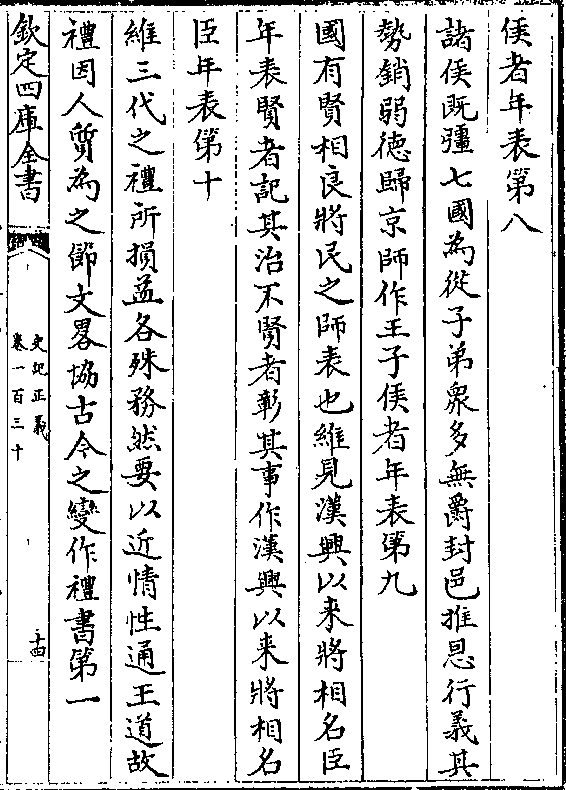 侯者年表第八
諸侯既彊七國為從子弟衆多無爵封邑推恩行義其
勢銷弱徳歸京師作王子侯者年表第九
國有賢相良將民之師表也維見漢興以來將相名臣
年表賢者記其治不賢者彰其事作漢興以來將相名
臣年表第十
維三代之禮所損益各殊務然要以近情性通王道故
禮因人質為之節文畧協古今之變作禮書第一
欽定四庫全書
史記正義
卷一百三十
十四